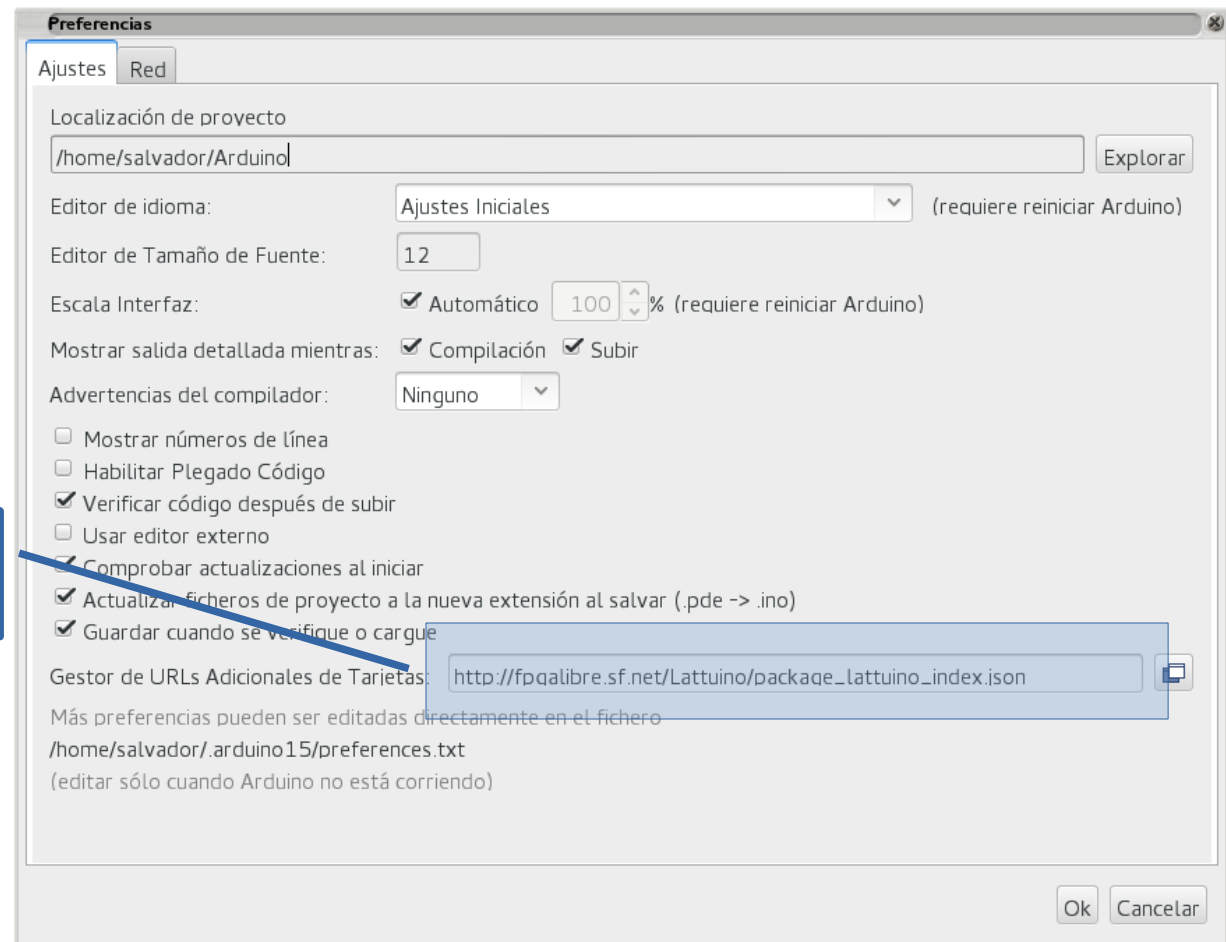 Preferencias
Ajustes Red
Localización de proyecto
/home/salvador/Arduino Explorar
Editor de idioma: Ajustes Iniciales (requiere reiniciar Arduino)
Editor de Tamaño de Fuente: 12
Escala Interfaz: Automático 100 % (requiere reiniciar Arduino)
Mostrar salida detallada mientras: Compilación Subir
Advertencias del compilador: Ninguno
Mostrar números de línea
Habilitar Plegado Código
Verificar código después de subir
Usar editor externo
Comprobar actualizaciones al iniciar
Actualizar ficheros de proyecto a la nueva extensión al salvar (.pde -> .ino)
Guardar cuando se verifique o cargue
Gestor de URLs Adicionales de Tarjetas: http://fpgalibre.sf.net/Lattuino/package_lattuino_index.json
Más preferencias pueden ser editadas directamente en el fichero
/home/salvador/.arduino15/preferences.txt
(editar sólo cuando Arduino no está corriendo)
Ok Cancelar